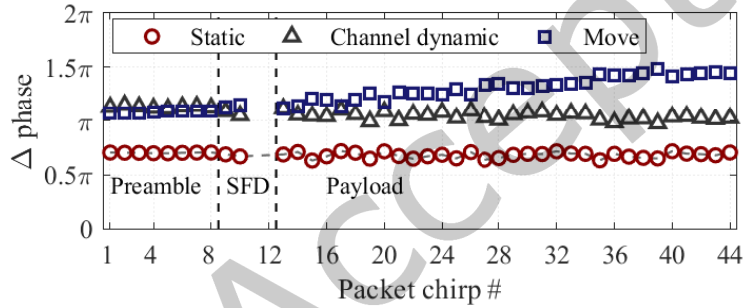 Static Channel dynamic Move
2π
1.5π
π
0.5π
0
Δ phase
Preamble SFD Payload
1 4 8 12 16 20 24 28 32 36 40 44
Packet chirp #
Accep